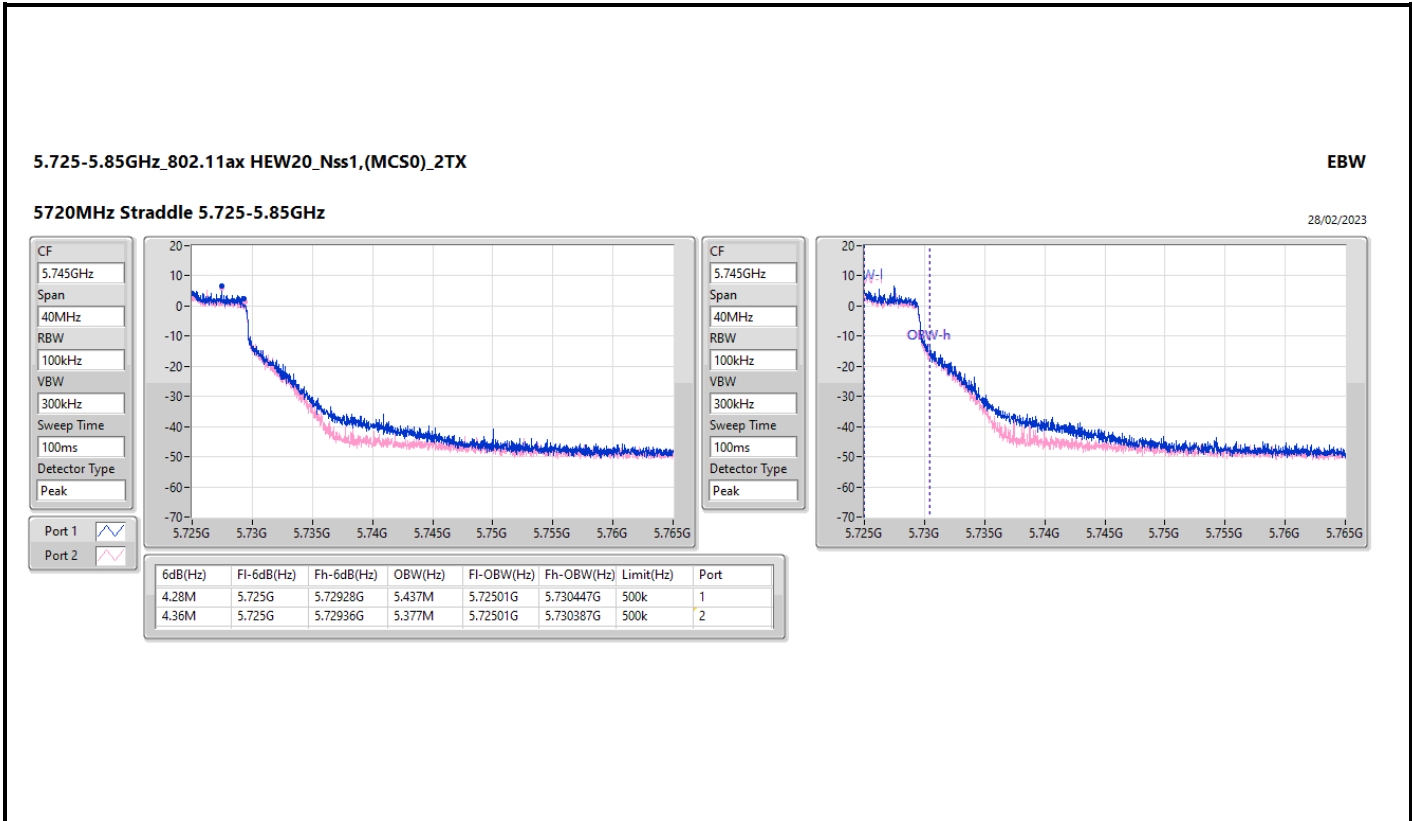 5.725-5.85GHz_802.11ax HEW20_Nss1,(MCS0)_2TX
EBW
5720MHz Straddle 5.725-5.85GHz
28/02/2023
CF
5.745GHz
Span
40MHz
RBW
100kHz
VBW
300kHz
Sweep Time
100ms
Detector Type
Peak
Port 1
Port 2
20
10
0
-10
-20
-30
-40
-50
-60
-70
5.725G 5.73G 5.735G 5.74G 5.745G 5.75G 5.755G 5.76G 5.765G
CF
5.745GHz
Span
40MHz
RBW
100kHz
VBW
300kHz
Sweep Time
100ms
Detector Type
Peak
20
10
0
-10
-20
-30
-40
-50
-60
-70
W-l
OBW-h
5.725G 5.73G 5.735G 5.74G 5.745G 5.75G 5.755G 5.76G 5.765G
6dB(Hz) Fl-6dB(Hz) Fh-6dB(Hz) OBW(Hz) Fl-OBW(Hz) Fh-OBW(Hz) Limit(Hz) Port
4.28M 5.725G 5.72928G 5.437M 5.72501G 5.730447G 500k 1
4.36M 5.725G 5.72936G 5.377M 5.72501G 5.730387G 500k 2